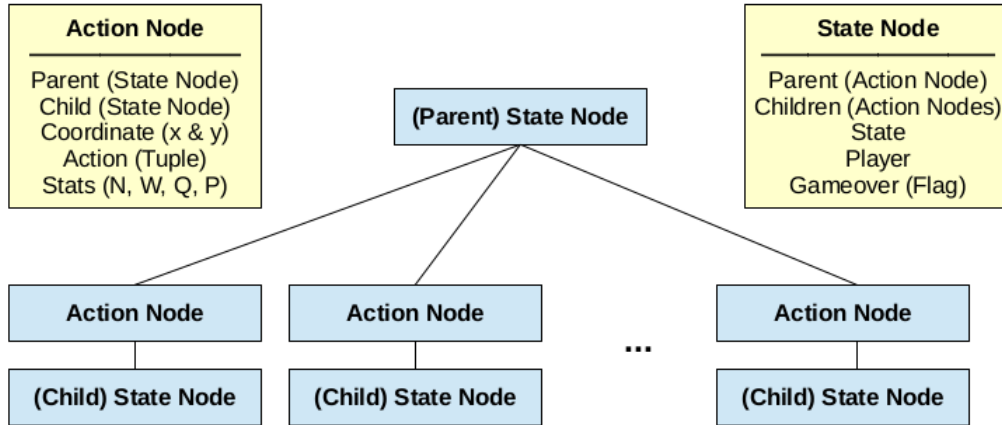 Action Node
Parent (State Node)
Child (State Node)
Coordinate (x & y)
Action (Tuple)
Stats (N, W, Q, P)
(Parent) State Node
State Node
Parent (Action Node)
Children (Action Nodes)
State
Player
Gameover (Flag)
Action Node
Action Node
...
Action Node
(Child) State Node
(Child) State Node
(Child) State Node